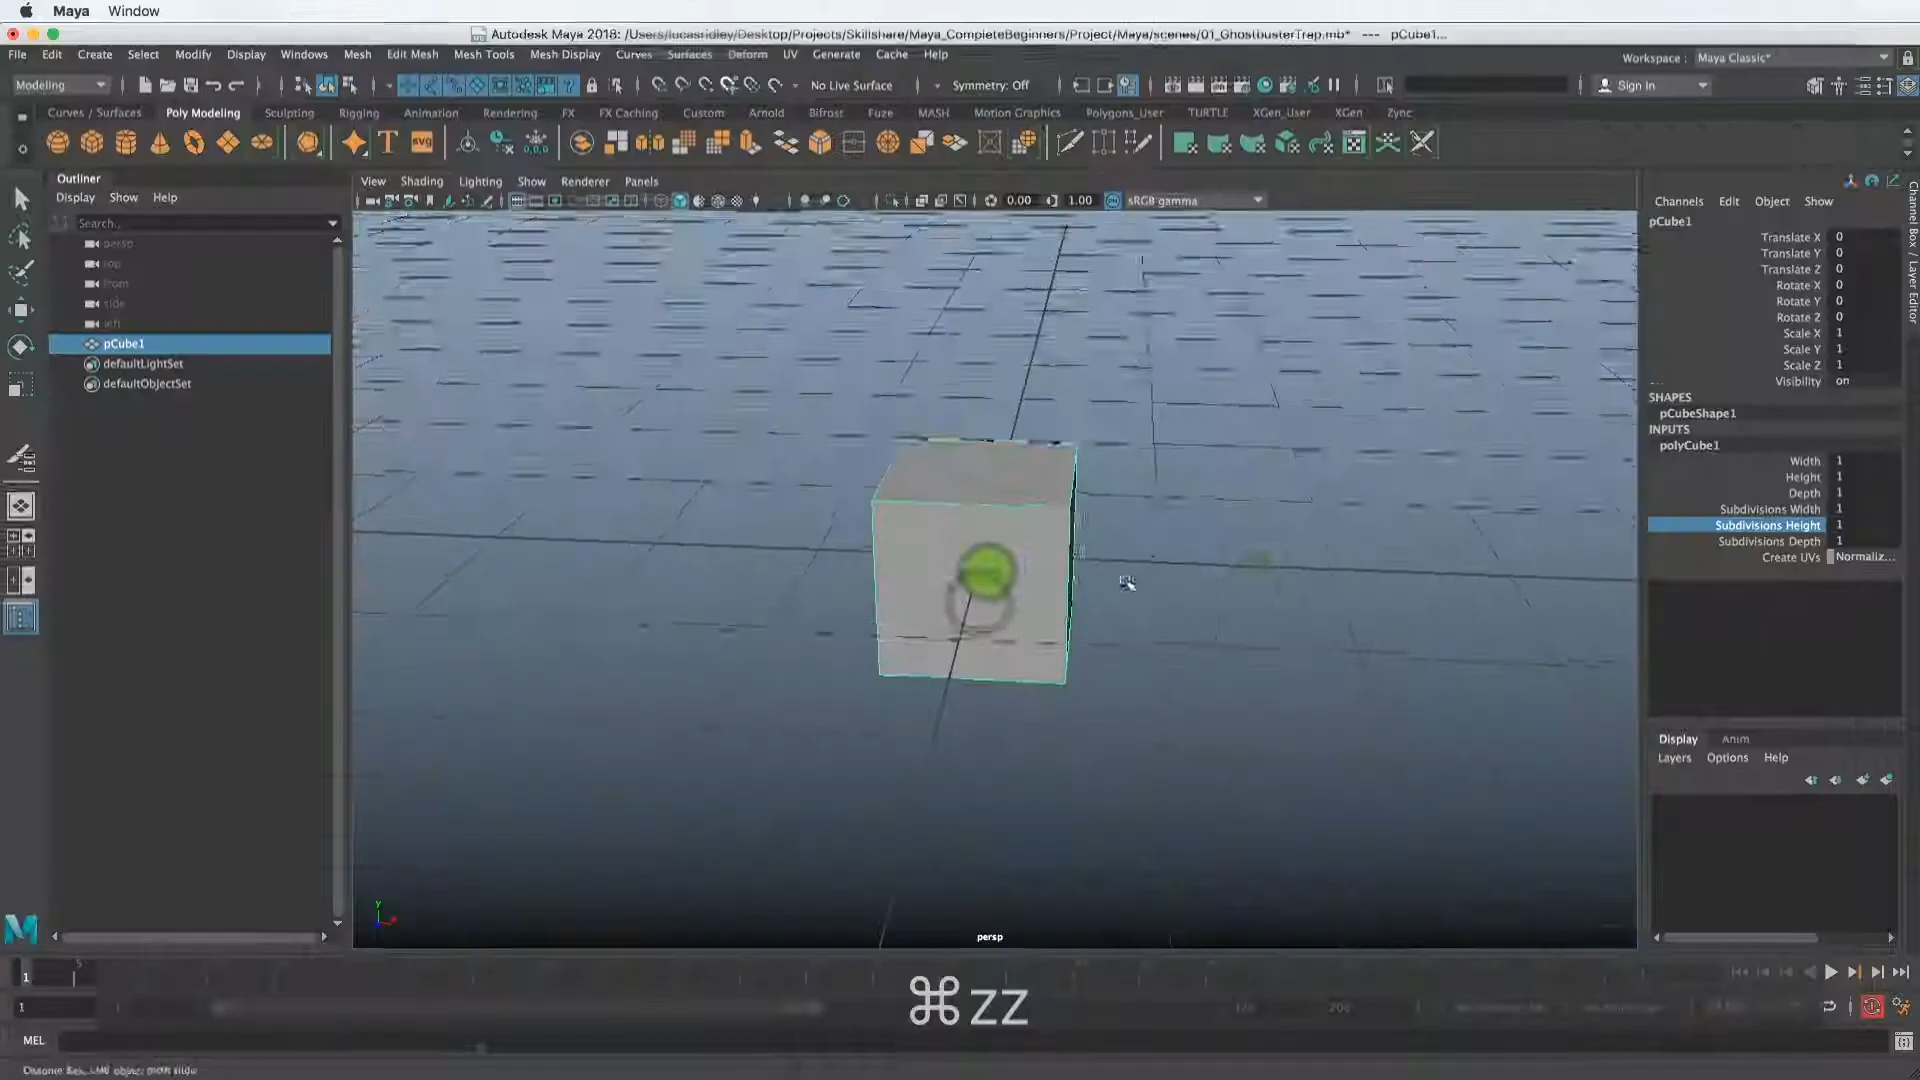 Maya Window
Autodesk Maya 2018: /Users/lucasridley/Desktop/Projects/Skillshare/Maya_CompleteBeginners/Project/Maya/scenes/01_GhostbusterTrap.mb* --- pCube1...
File Edit Create Select Modify Display Windows Mesh Edit Mesh Mesh Tools Mesh Display Curves Surfaces Deform UV Generate Cache Help
Workspace : Maya Classic*
Modeling No Live Surface Symmetry: Off Sign In
Curves / Surfaces Poly Modeling Sculpting Rigging Animation Rendering FX FX Caching Custom Arnold Bifrost Fuze MASH Motion Graphics Polygons_User TURTLE XGen_User XGen Zync
T SVG 0,0,0
Outliner
Display Show Help
Search...
persp
top
front
side
left
pCube1
defaultLightSet
defaultObjectSet
View Shading Lighting Show Renderer Panels
0.00 1.00 sRGB gamma
persp
Channels Edit Object Show
pCube1
Translate X 0
Translate Y 0
Translate Z 0
Rotate X 0
Rotate Y 0
Rotate Z 0
Scale X 1
Scale Y 1
Scale Z 1
Visibility on
SHAPES
pCubeShape1
INPUTS
polyCube1
Width 1
Height 1
Depth 1
Subdivisions Width 1
Subdivisions Height 1
Subdivisions Depth 1
Create UVs Normaliz...
Channel Box / Layer Editor
Display Anim
Layers Options Help
1 5
⌘ZZ
1 200
MEL